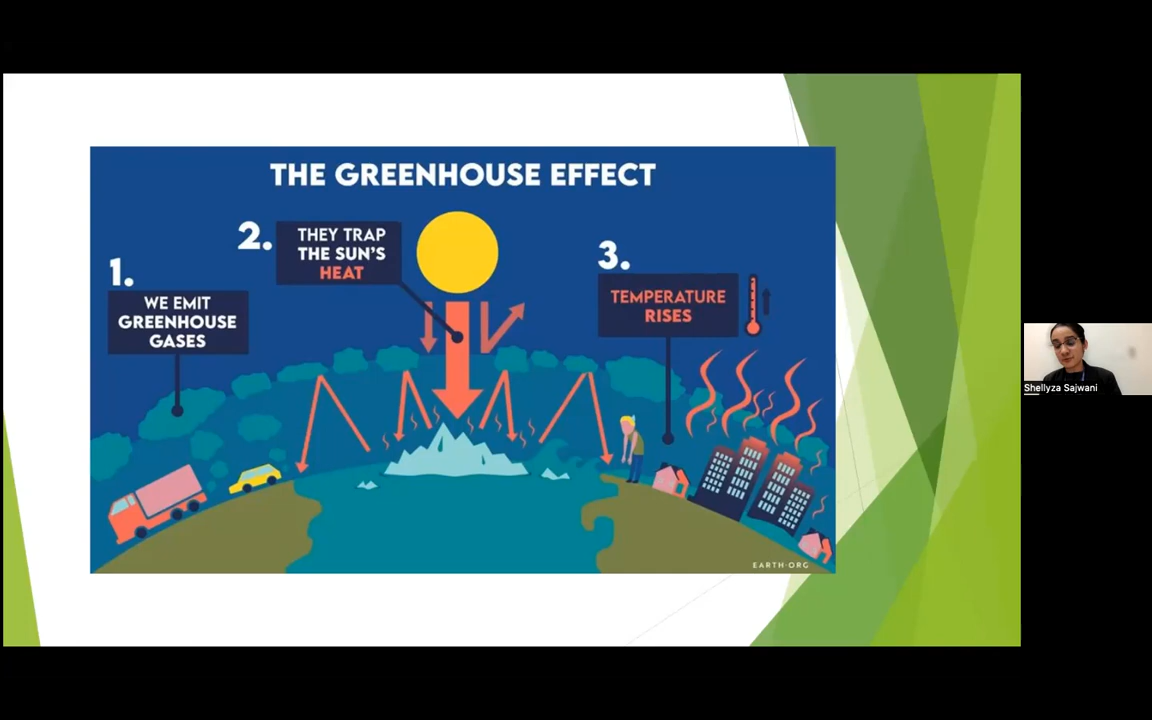 THE GREENHOUSE EFFECT
1.
WE EMIT
GREENHOUSE
GASES
2.
THEY TRAP
THE SUN'S
HEAT
3.
TEMPERATURE
RISES
EARTH·ORG
Shellyza Sajwani